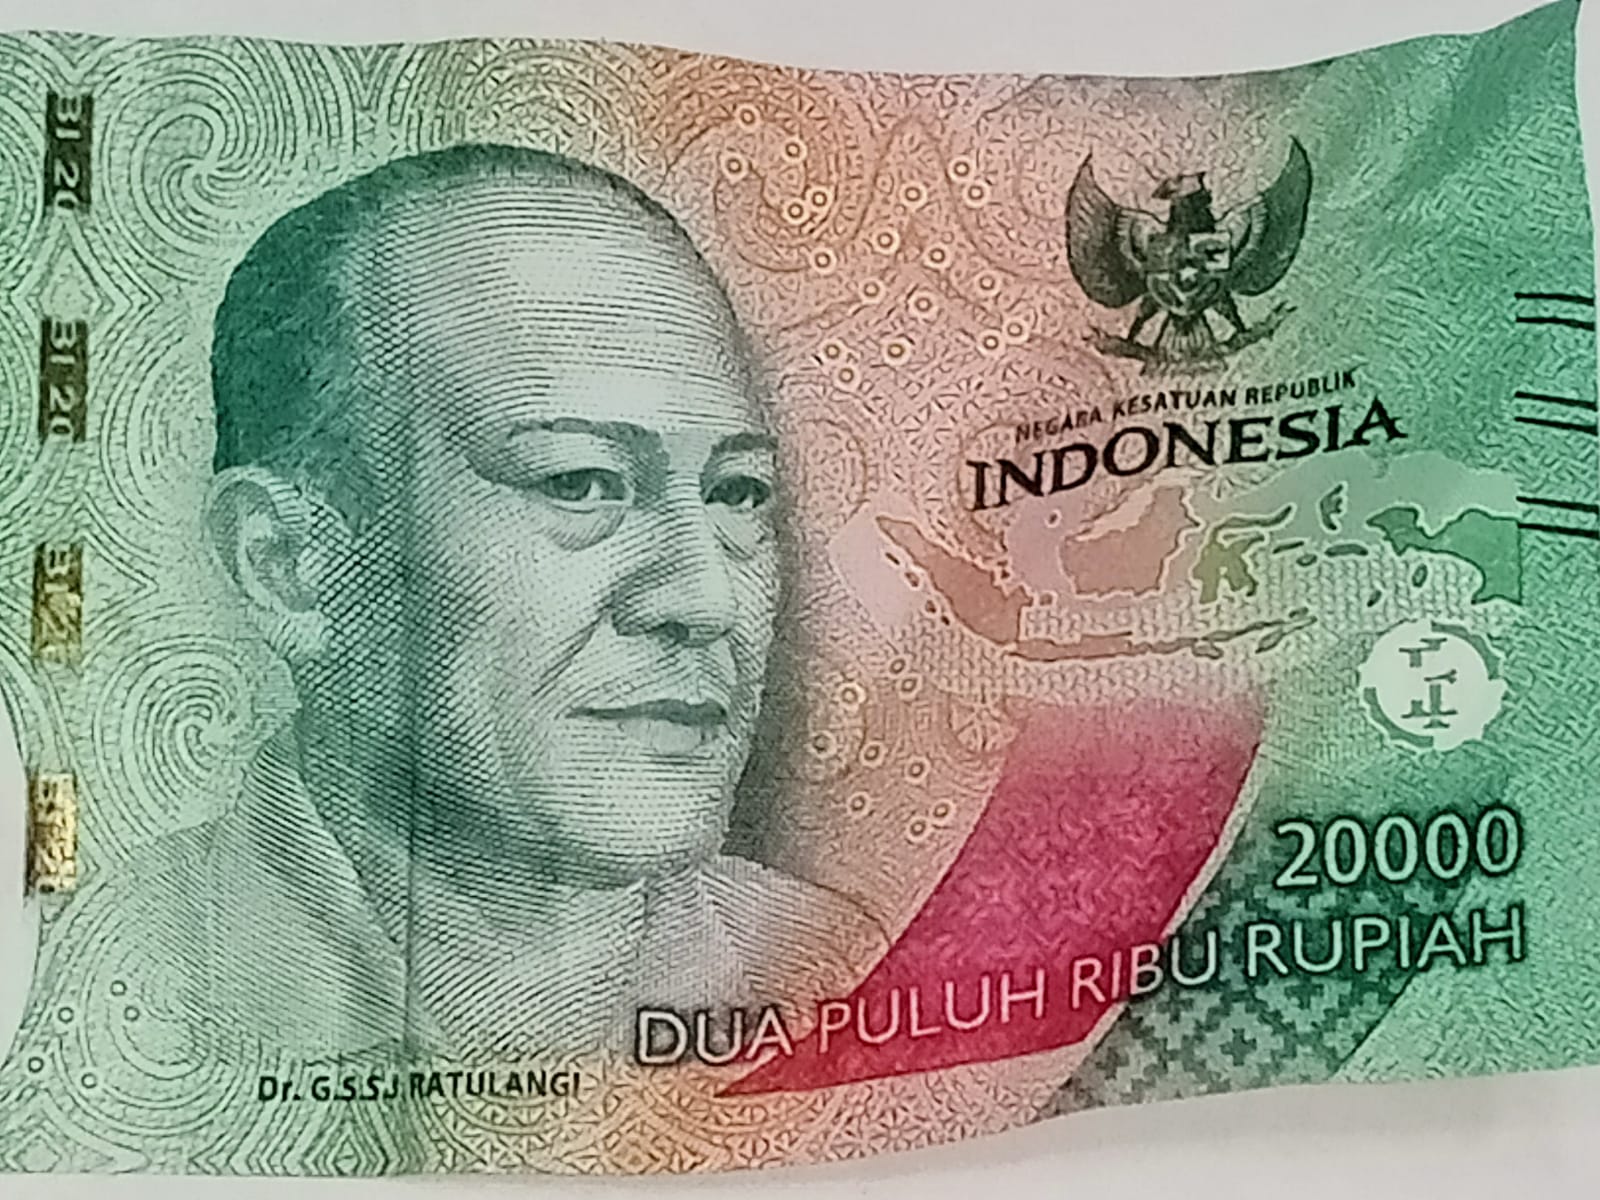 BI 20
BI 20
NEGARA KESATUAN REPUBLIK
INDONESIA
20000
DUA PULUH RIBU RUPIAH
Dr. G.S.S.J RATULANGI